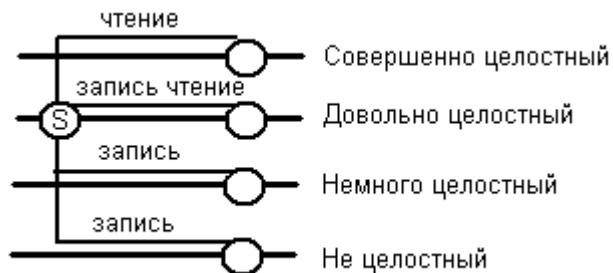 чтение
Совершенно целостный
запись чтение
S
Довольно целостный
запись
Немного целостный
запись
Не целостный